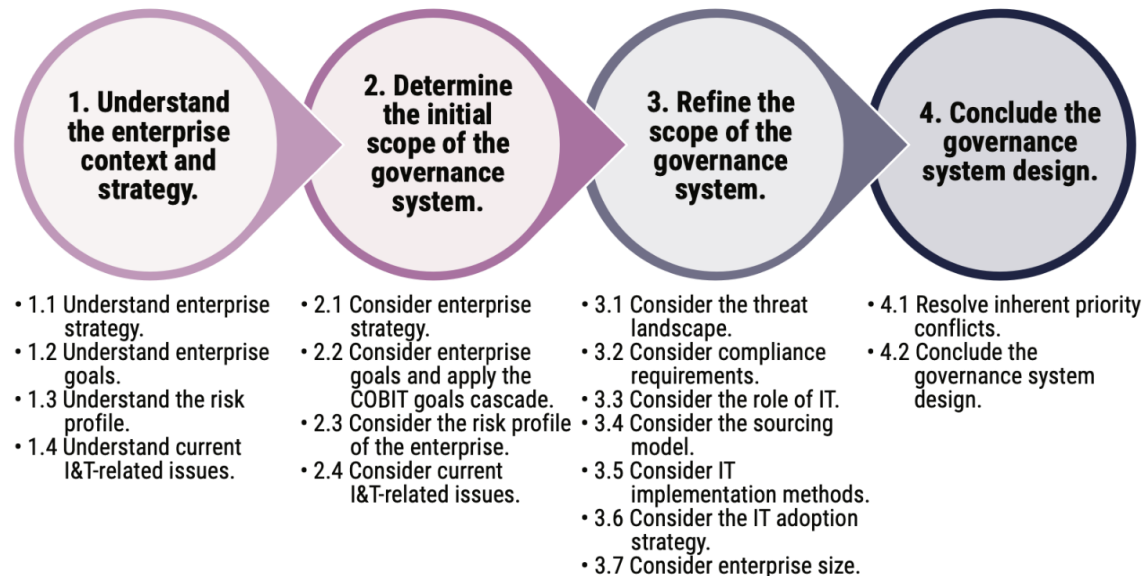 1. Understand
the enterprise
context and
strategy.
2. Determine
the initial
scope of the
governance
system.
3. Refine the
scope of the
governance
system.
4. Conclude the
governance
system design.
• 1.1 Understand enterprise
strategy.
• 1.2 Understand enterprise
goals.
• 1.3 Understand the risk
profile.
• 1.4 Understand current
I&T-related issues.
• 2.1 Consider enterprise
strategy.
• 2.2 Consider enterprise
goals and apply the
COBIT goals cascade.
• 2.3 Consider the risk profile
of the enterprise.
• 2.4 Consider current
I&T-related issues.
• 3.1 Consider the threat
landscape.
• 3.2 Consider compliance
requirements.
• 3.3 Consider the role of IT.
• 3.4 Consider the sourcing
model.
• 3.5 Consider IT
implementation methods.
• 3.6 Consider the IT adoption
strategy.
• 3.7 Consider enterprise size.
• 4.1 Resolve inherent priority
conflicts.
• 4.2 Conclude the
governance system
design.